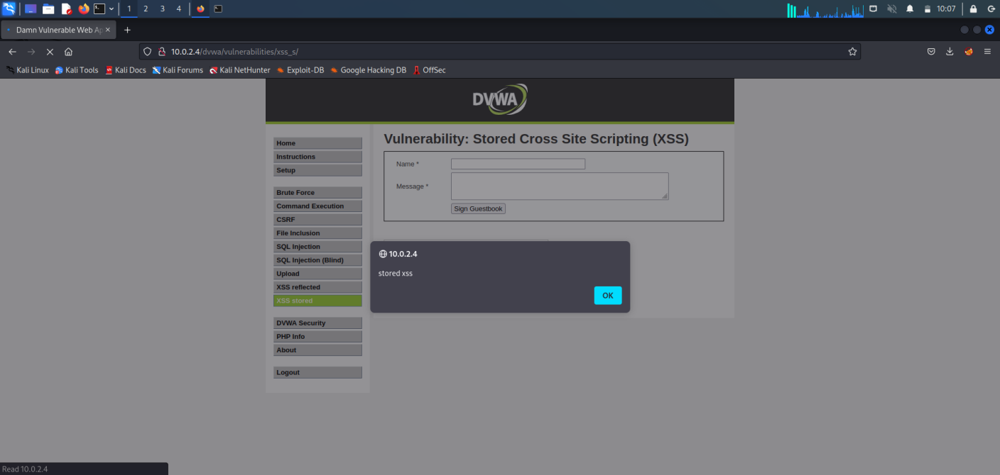 1 2 3 4 10:07
Damn Vulnerable Web Ap
10.0.2.4/dvwa/vulnerabilities/xss_s/
Kali Linux Kali Tools Kali Docs Kali Forums Kali NetHunter Exploit-DB Google Hacking DB OffSec
DVWA
Home
Instructions
Setup
Brute Force
Command Execution
CSRF
File Inclusion
SQL Injection
SQL Injection (Blind)
Upload
XSS reflected
XSS stored
DVWA Security
PHP Info
About
Logout
Vulnerability: Stored Cross Site Scripting (XSS)
Name *
Message *
Sign Guestbook
10.0.2.4
stored xss
OK
Read 10.0.2.4